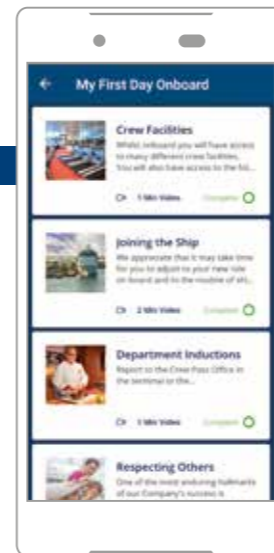 My First Day Onboard
Crew Facilities
Whilst onboard you will have access
to many different crew facilities.
You will also have access to the
1 Min Video Complete
Joining the Ship
We appreciate that it may take time
for you to adjust to your new role
on board and to the routine of
2 Min Video Complete
Department Inductions
Report to the Crew Pass Office in
the terminal or the...
1 Min Video Complete
Respecting Others
One of the most enduring hallmarks
of our Company's success is